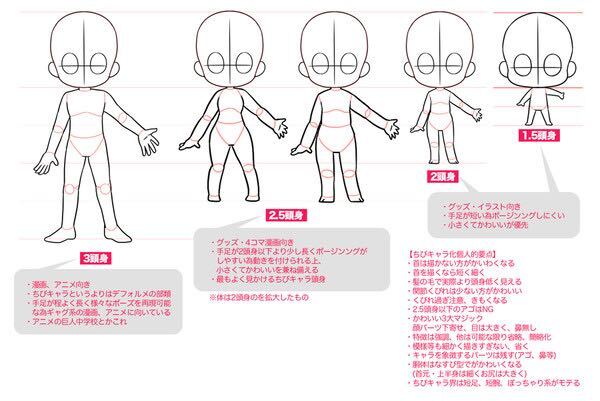 1.5頭身
2頭身
・グッズ・イラスト向き
・手足が短い為ポージンングしにくい
・小さくてかわいいが優先
2.5頭身
・グッズ・4コマ漫画向き
・手足が2頭身以下より少し長くポージンングが
しやすい為動きを付けられる上、
小さくてかわいいを兼ね備える
・最もよく見かけるちびキャラ頭身
※体は2頭身のを拡大したもの
3頭身
・漫画、アニメ向き
・ちびキャラというよりはデフォルメの部類
・手足が程よく長く様々なポーズを再現可能
な為ギャグ系の漫画、アニメに向いている
・アニメの巨人中学校とかこれ
【ちびキャラ化個人的要点】
・首は描かない方がかいわくなる
・首を描くなら短く細く
・髪の毛で実際より頭身低く見える
・関節くびれは少ない方がかわいい
・くびれ過ぎ注意、きもくなる
・2.5頭身以下のアゴはNG
・かわいい3大マジック
顔パーツ下寄せ、目は大きく、鼻無し
・特徴は強調、他は可能な限り省略、簡略化
・模様等も細かく描きすぎない、省く
・キャラを象徴するパーツは残す(アゴ、鼻等)
・胴体はなすび型でかわいくなる
(首元・上半身は細くお尻は大きく)
・ちびキャラ界は短足、短腕、ぽっちゃり系がモテる